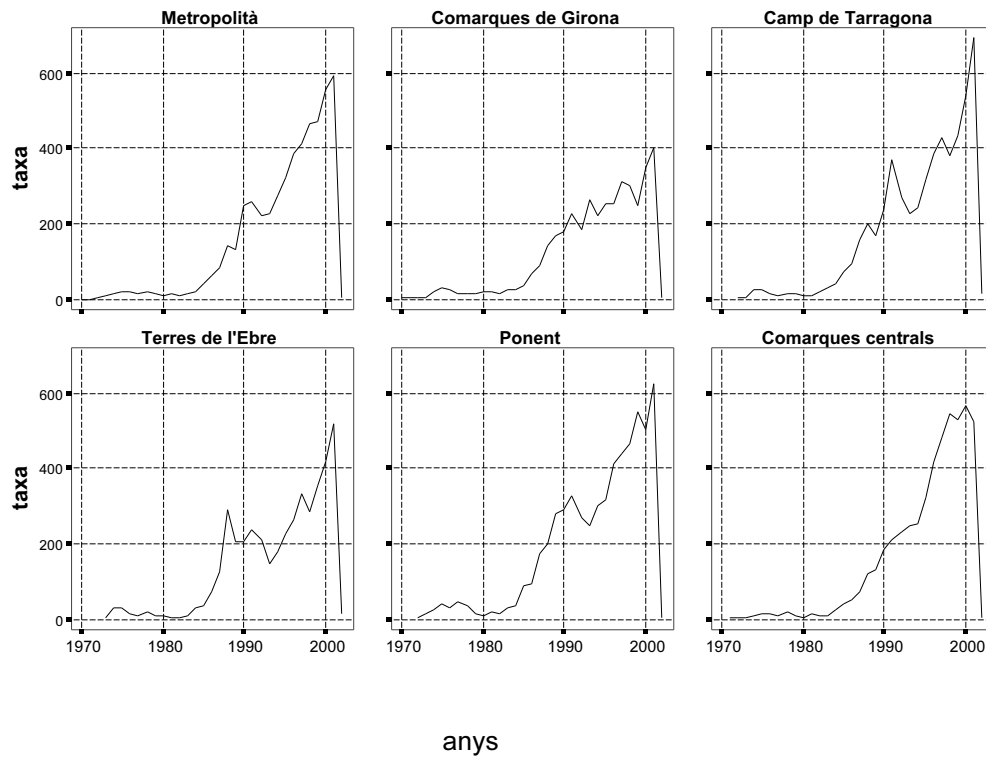 Metropolità
Comarques de Girona
Camp de Tarragona
taxa
600
400
200
0
Terres de l'Ebre
Ponent
Comarques centrals
taxa
600
400
200
0
1970 1980 1990 2000
1970 1980 1990 2000
1970 1980 1990 2000
anys